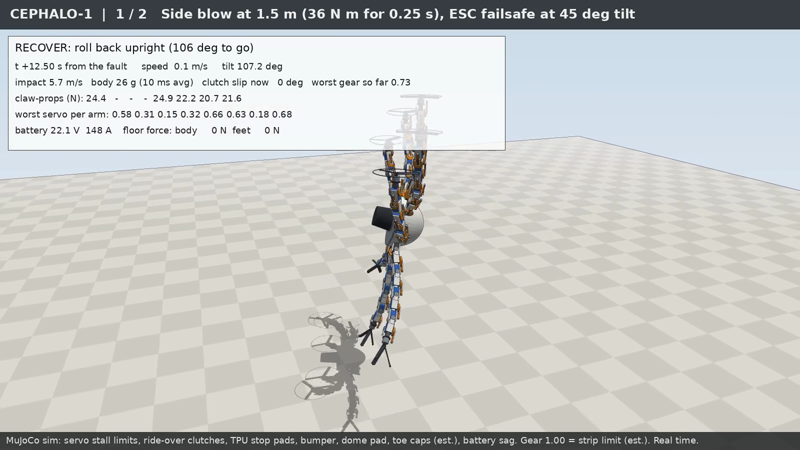 CEPHALO-1 | 1 / 2 Side blow at 1.5 m (36 N m for 0.25 s), ESC failsafe at 45 deg tilt
RECOVER: roll back upright (106 deg to go)
t +12.50 s from the fault speed 0.1 m/s tilt 107.2 deg
impact 5.7 m/s body 26 g (10 ms avg) clutch slip now 0 deg worst gear so far 0.73
claw-props (N): 24.4 - - - 24.9 22.2 20.7 21.6
worst servo per arm: 0.58 0.31 0.15 0.32 0.66 0.63 0.18 0.68
battery 22.1 V 148 A floor force: body 0 N feet 0 N
MuJoCo sim: servo stall limits, ride-over clutches, TPU stop pads, bumper, dome pad, toe caps (est.), battery sag. Gear 1.00 = strip limit (est.). Real time.